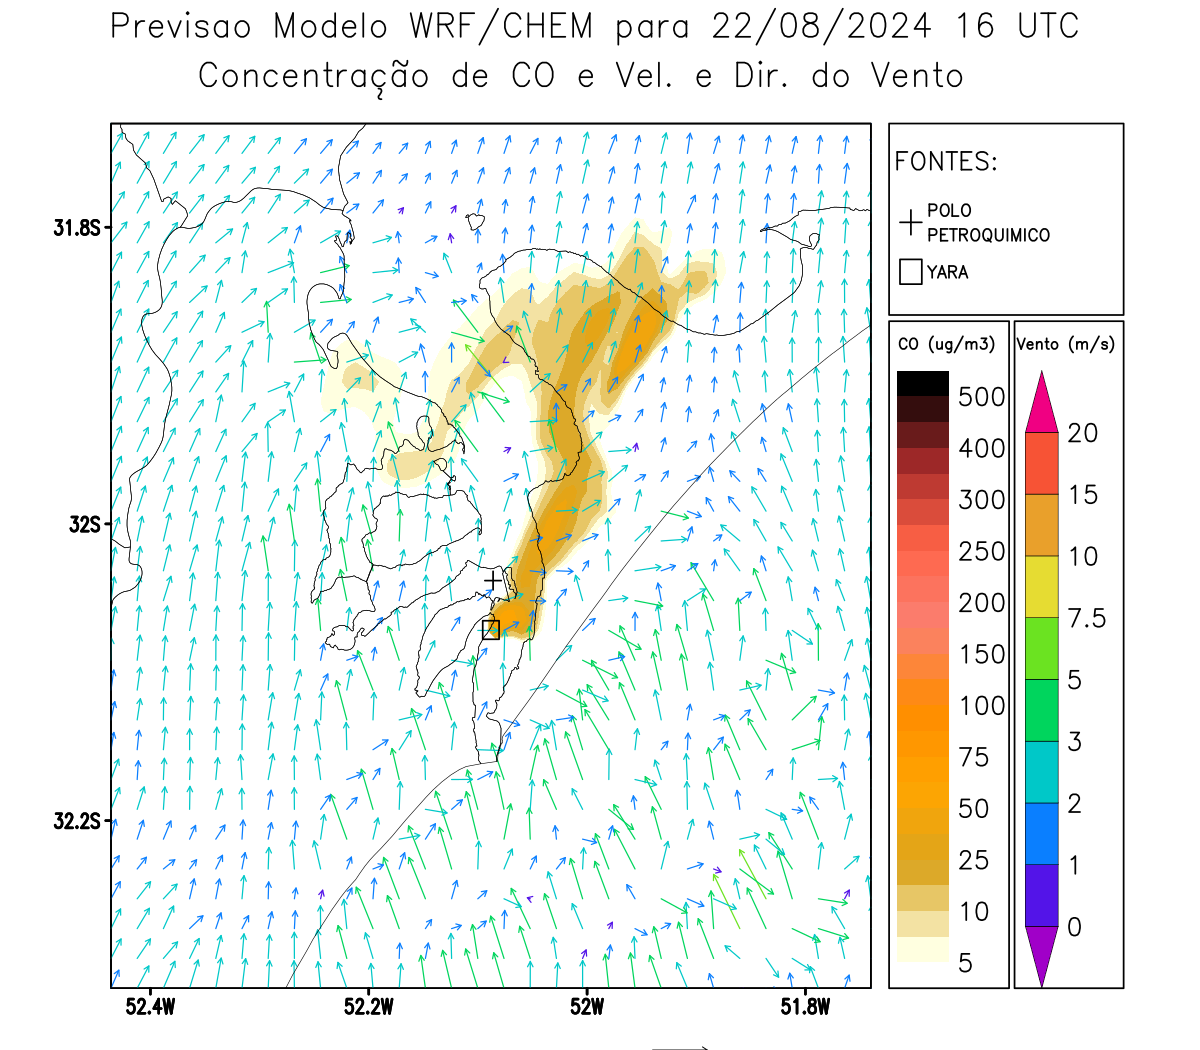 Previsao Modelo WRF/CHEM para 22/08/2024 16 UTC
Concentração de CO e Vel. e Dir. do Vento
FONTES:
POLO
PETROQUIMICO
YARA
31.8S
32S
32.2S
52.4W
52.2W
52W
51.8W
CO (ug/m3)
500
400
300
250
200
150
100
75
50
25
10
5
Vento (m/s)
20
15
10
7.5
5
3
2
1
0